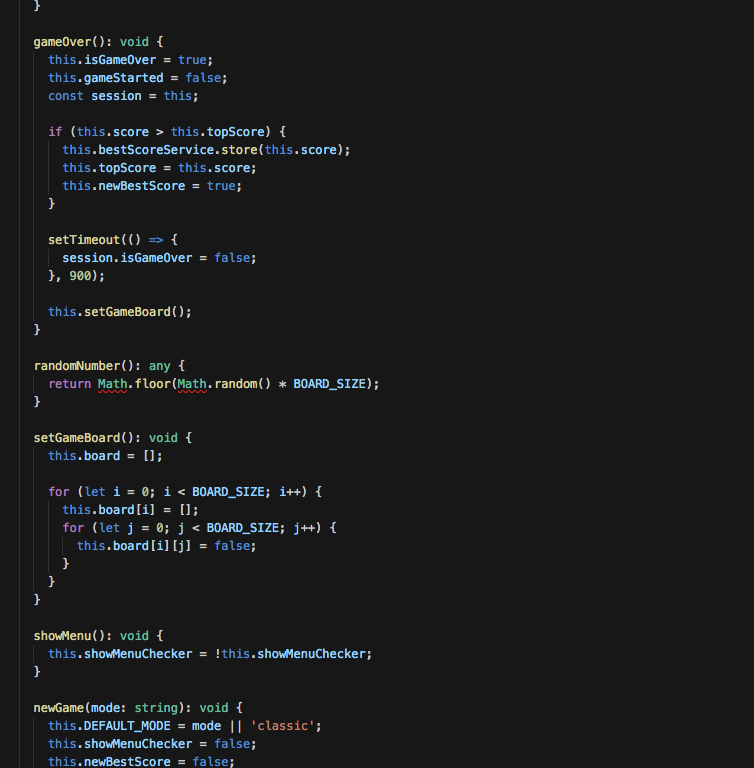 }
gameOver(): void {
this.isGameOver = true;
this.gameStarted = false;
const session = this;
if (this.score > this.topScore) {
this.bestScoreService.store(this.score);
this.topScore = this.score;
this.newBestScore = true;
}
setTimeout(() => {
session.isGameOver = false;
}, 900);
this.setGameBoard();
}
randomNumber(): any {
return Math.floor(Math.random() * BOARD_SIZE);
}
setGameBoard(): void {
this.board = [];
for (let i = 0; i < BOARD_SIZE; i++) {
this.board[i] = [];
for (let j = 0; j < BOARD_SIZE; j++) {
this.board[i][j] = false;
}
}
}
showMenu(): void {
this.showMenuChecker = !this.showMenuChecker;
}
newGame(mode: string): void {
this.DEFAULT_MODE = mode || 'classic';
this.showMenuChecker = false;
this.newBestScore = false;